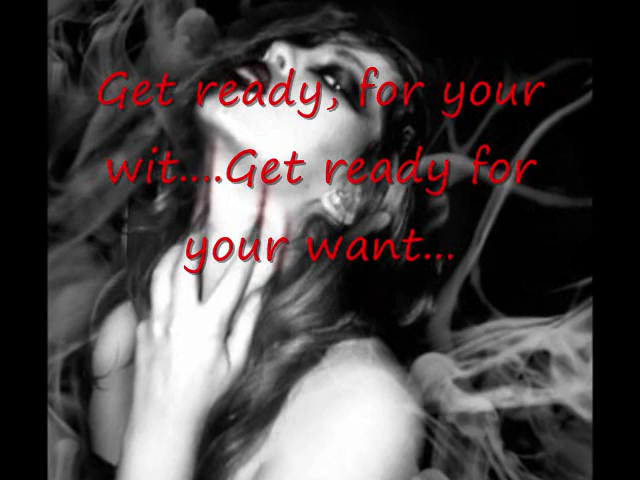 Get ready, for your
wit....Get ready for
your want...